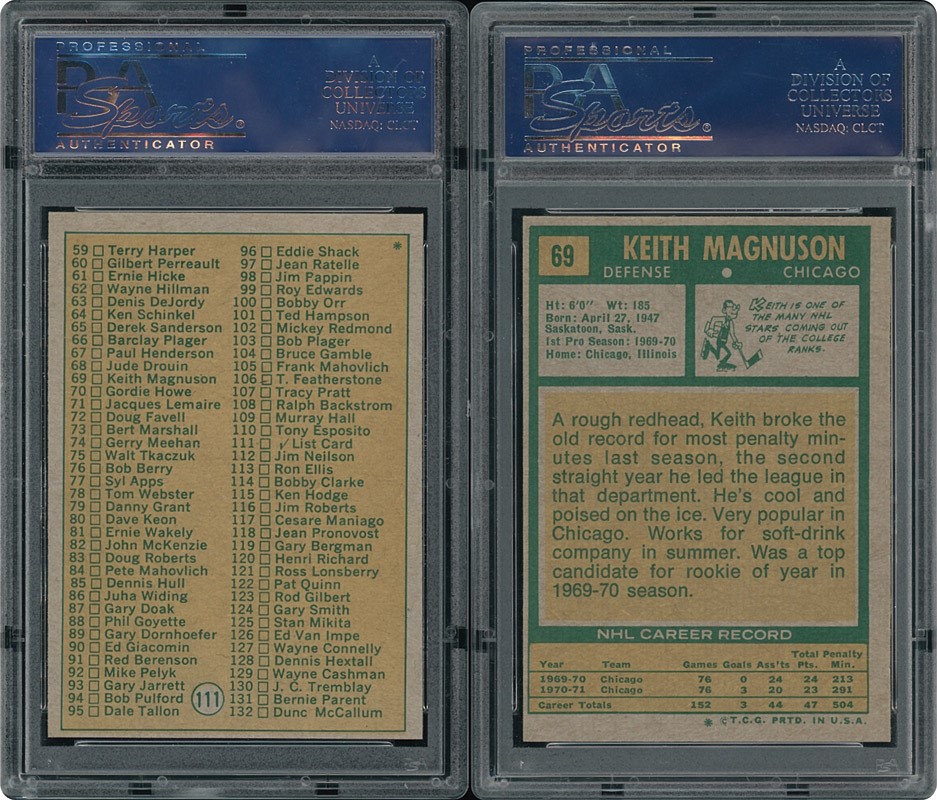 PROFESSIONAL
PSA
Sports®
AUTHENTICATOR
A
DIVISION OF
COLLECTORS
UNIVERSE
NASDAQ: CLCT
*
59 Terry Harper
60 Gilbert Perreault
61 Ernie Hicke
62 Wayne Hillman
63 Denis DeJordy
64 Ken Schinkel
65 Derek Sanderson
66 Barclay Plager
67 Paul Henderson
68 Jude Drouin
69 Keith Magnuson
70 Gordie Howe
71 Jacques Lemaire
72 Doug Favell
73 Bert Marshall
74 Gerry Meehan
75 Walt Tkaczuk
76 Bob Berry
77 Syl Apps
78 Tom Webster
79 Danny Grant
80 Dave Keon
81 Ernie Wakely
82 John McKenzie
83 Doug Roberts
84 Pete Mahovlich
85 Dennis Hull
86 Juha Widing
87 Gary Doak
88 Phil Goyette
89 Gary Dornhoefer
90 Ed Giacomin
91 Red Berenson
92 Mike Pelyk
93 Gary Jarrett
94 Bob Pulford
95 Dale Tallon
111
96 Eddie Shack
97 Jean Ratelle
98 Jim Pappin
99 Roy Edwards
100 Bobby Orr
101 Ted Hampson
102 Mickey Redmond
103 Bob Plager
104 Bruce Gamble
105 Frank Mahovlich
106 T. Featherstone
107 Tracy Pratt
108 Ralph Backstrom
109 Murray Hall
110 Tony Esposito
111 ✓ List Card
112 Jim Neilson
113 Ron Ellis
114 Bobby Clarke
115 Ken Hodge
116 Jim Roberts
117 Cesare Maniago
118 Jean Pronovost
119 Gary Bergman
120 Henri Richard
121 Ross Lonsberry
122 Pat Quinn
123 Rod Gilbert
124 Gary Smith
125 Stan Mikita
126 Ed Van Impe
127 Wayne Connelly
128 Dennis Hextall
129 Wayne Cashman
130 J. C. Tremblay
131 Bernie Parent
132 Dunc McCallum
PSA
PROFESSIONAL
PSA
Sports®
AUTHENTICATOR
A
DIVISION OF
COLLECTORS
UNIVERSE
NASDAQ: CLCT
69 KEITH MAGNUSON
DEFENSE • CHICAGO
Ht: 6'0" Wt: 185
Born: April 27, 1947
Saskatoon, Sask.
1st Pro Season: 1969-70
Home: Chicago, Illinois
KEITH IS ONE OF
THE MANY NHL
STARS COMING OUT
OF THE COLLEGE
RANKS.
A rough redhead, Keith broke the
old record for most penalty min-
utes last season, the second
straight year he led the league in
that department. He's cool and
poised on the ice. Very popular in
Chicago. Works for soft-drink
company in summer. Was a top
candidate for rookie of year in
1969-70 season.
NHL CAREER RECORD
Year Team Games Goals Ass'ts Total Pts. Penalty Min.
1969-70 Chicago 76 0 24 24 213
1970-71 Chicago 76 3 20 23 291
Career Totals 152 3 44 47 504
* © T.C.G. PRTD. IN U.S.A.
PSA